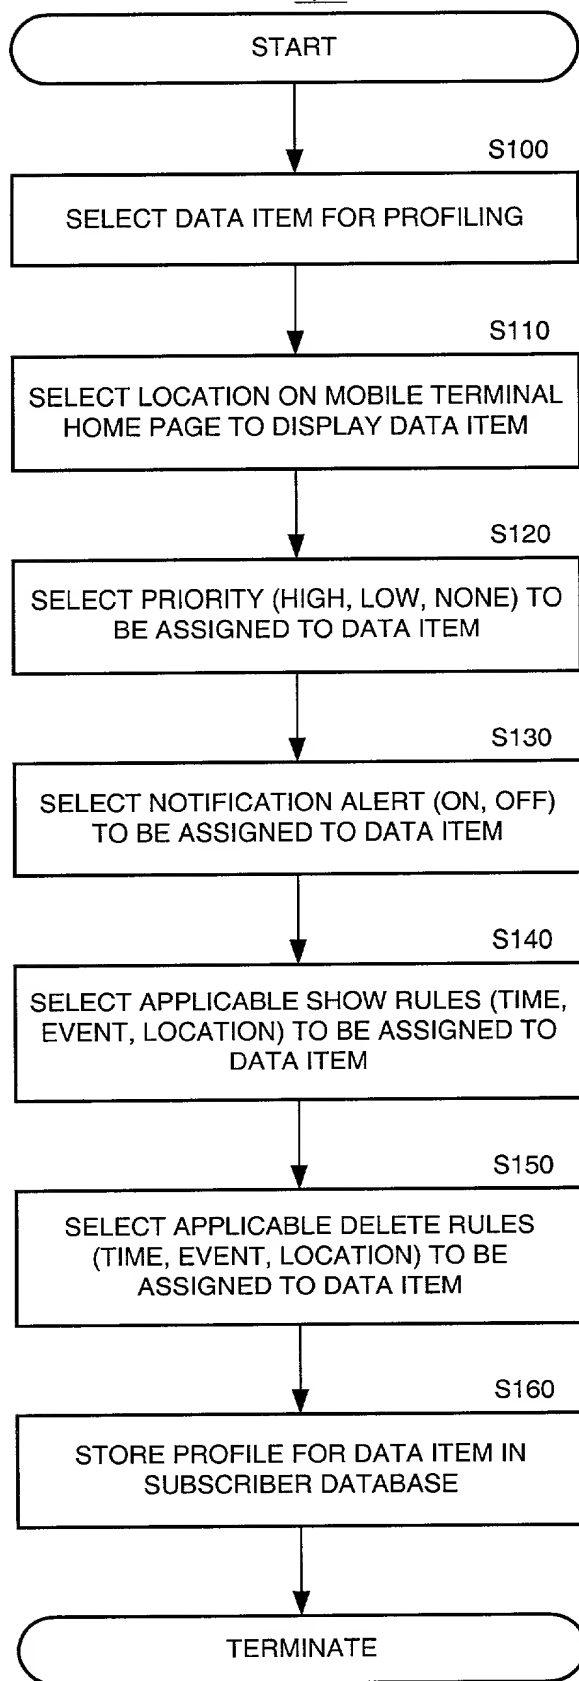 START
S100
SELECT DATA ITEM FOR PROFILING
S110
SELECT LOCATION ON MOBILE TERMINAL
HOME PAGE TO DISPLAY DATA ITEM
S120
SELECT PRIORITY (HIGH, LOW, NONE) TO
BE ASSIGNED TO DATA ITEM
S130
SELECT NOTIFICATION ALERT (ON, OFF)
TO BE ASSIGNED TO DATA ITEM
S140
SELECT APPLICABLE SHOW RULES (TIME,
EVENT, LOCATION) TO BE ASSIGNED TO
DATA ITEM
S150
SELECT APPLICABLE DELETE RULES
(TIME, EVENT, LOCATION) TO BE
ASSIGNED TO DATA ITEM
S160
STORE PROFILE FOR DATA ITEM IN
SUBSCRIBER DATABASE
TERMINATE